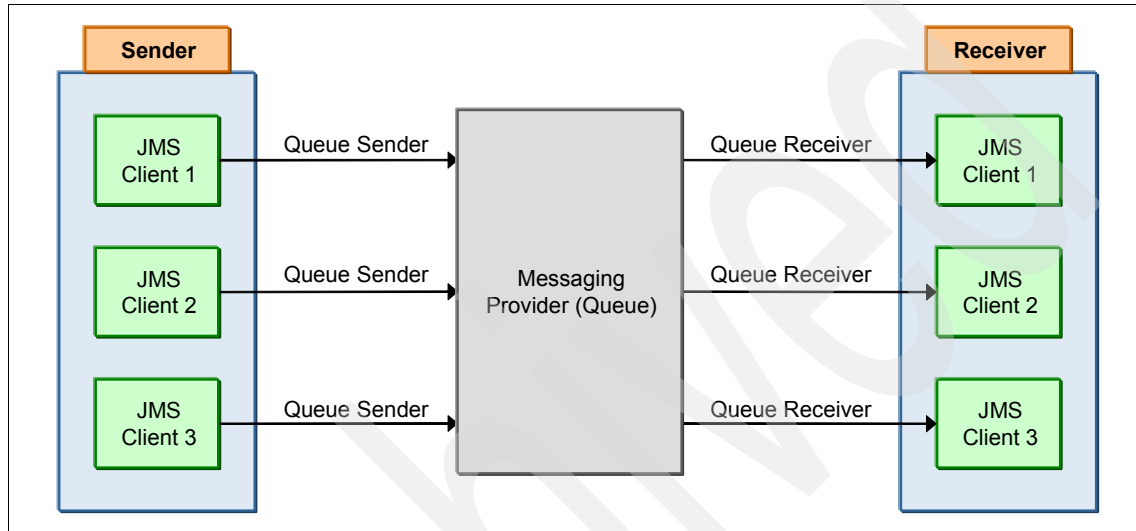 Sender
Receiver
JMS
Client 1
Queue Sender
Queue Receiver
JMS
Client 1
JMS
Client 2
Queue Sender
Messaging
Provider (Queue)
Queue Receiver
JMS
Client 2
JMS
Client 3
Queue Sender
Queue Receiver
JMS
Client 3